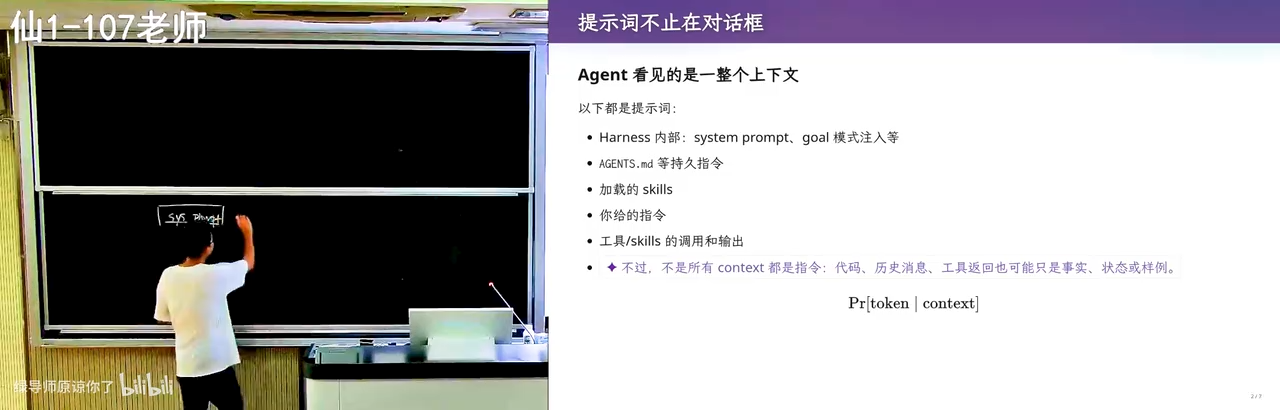 仙1-107老师
sys prompt
绿导师原谅你了 bilibili
提示词不止在对话框
Agent 看见的是一整个上下文
以下都是提示词：
• Harness 内部：system prompt、goal 模式注入等
• AGENTS.md 等持久指令
• 加载的 skills
• 你给的指令
• 工具/skills 的调用和输出
• ✦ 不过，不是所有 context 都是指令：代码、历史消息、工具返回也可能只是事实、状态或样例。
Pr[token | context]
2 / 7